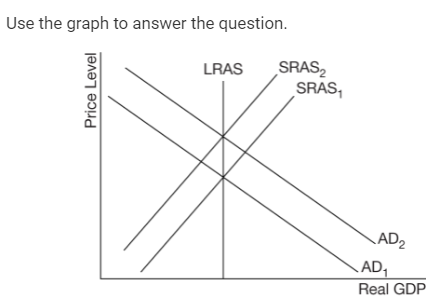 Use the graph to answer the question.
Price Level
LRAS
SRAS₂
SRAS₁
AD₂
AD₁
Real GDP